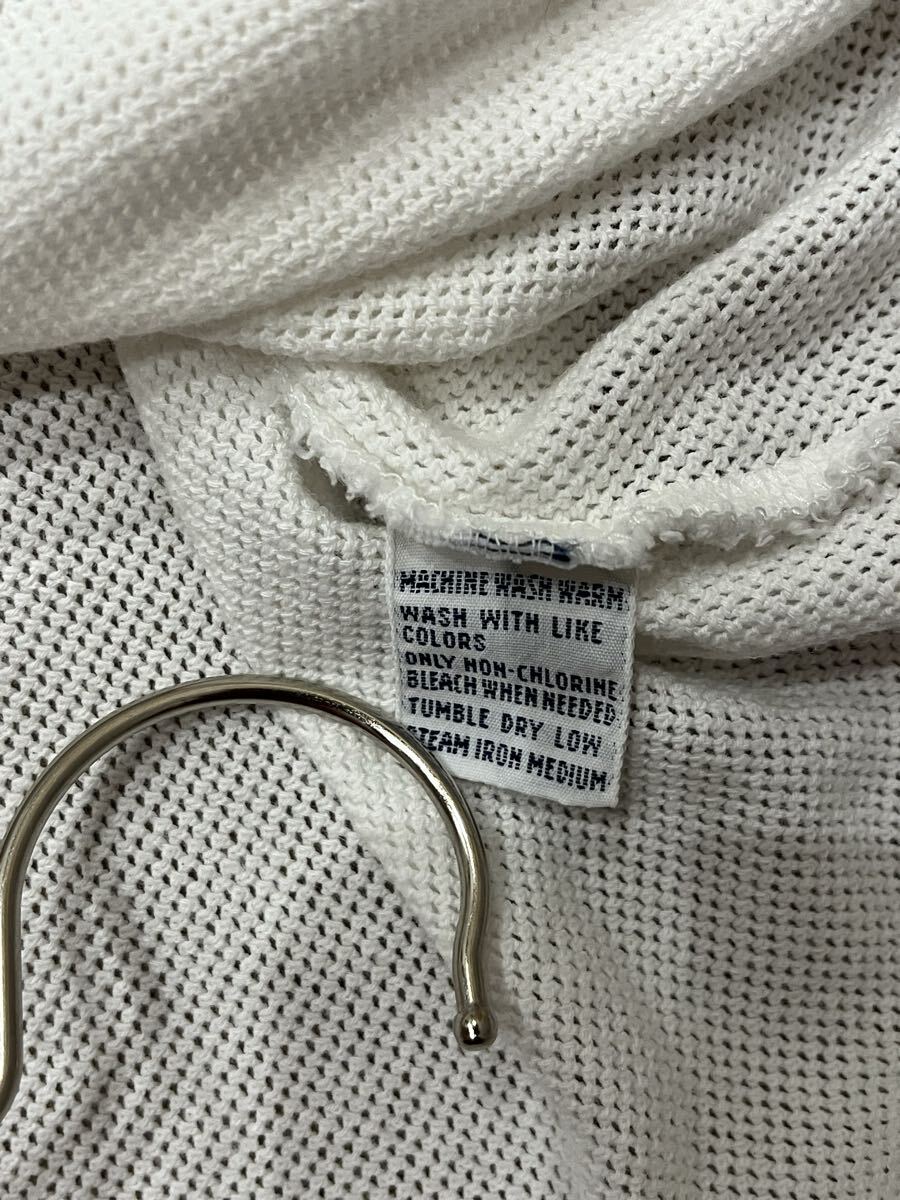 MACHINE WASH WARM
WASH WITH LIKE
COLORS
ONLY NON-CHLORINE
BLEACH WHEN NEEDED
TUMBLE DRY LOW
STEAM IRON MEDIUM